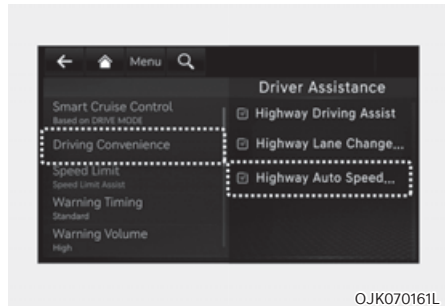 Menu
Driver Assistance
Smart Cruise Control
Based on DRIVE MODE
Driving Convenience
Speed Limit
Speed Limit Assist
Warning Timing
Standard
Warning Volume
High
Highway Driving Assist
Highway Lane Change...
Highway Auto Speed...
OJK070161L